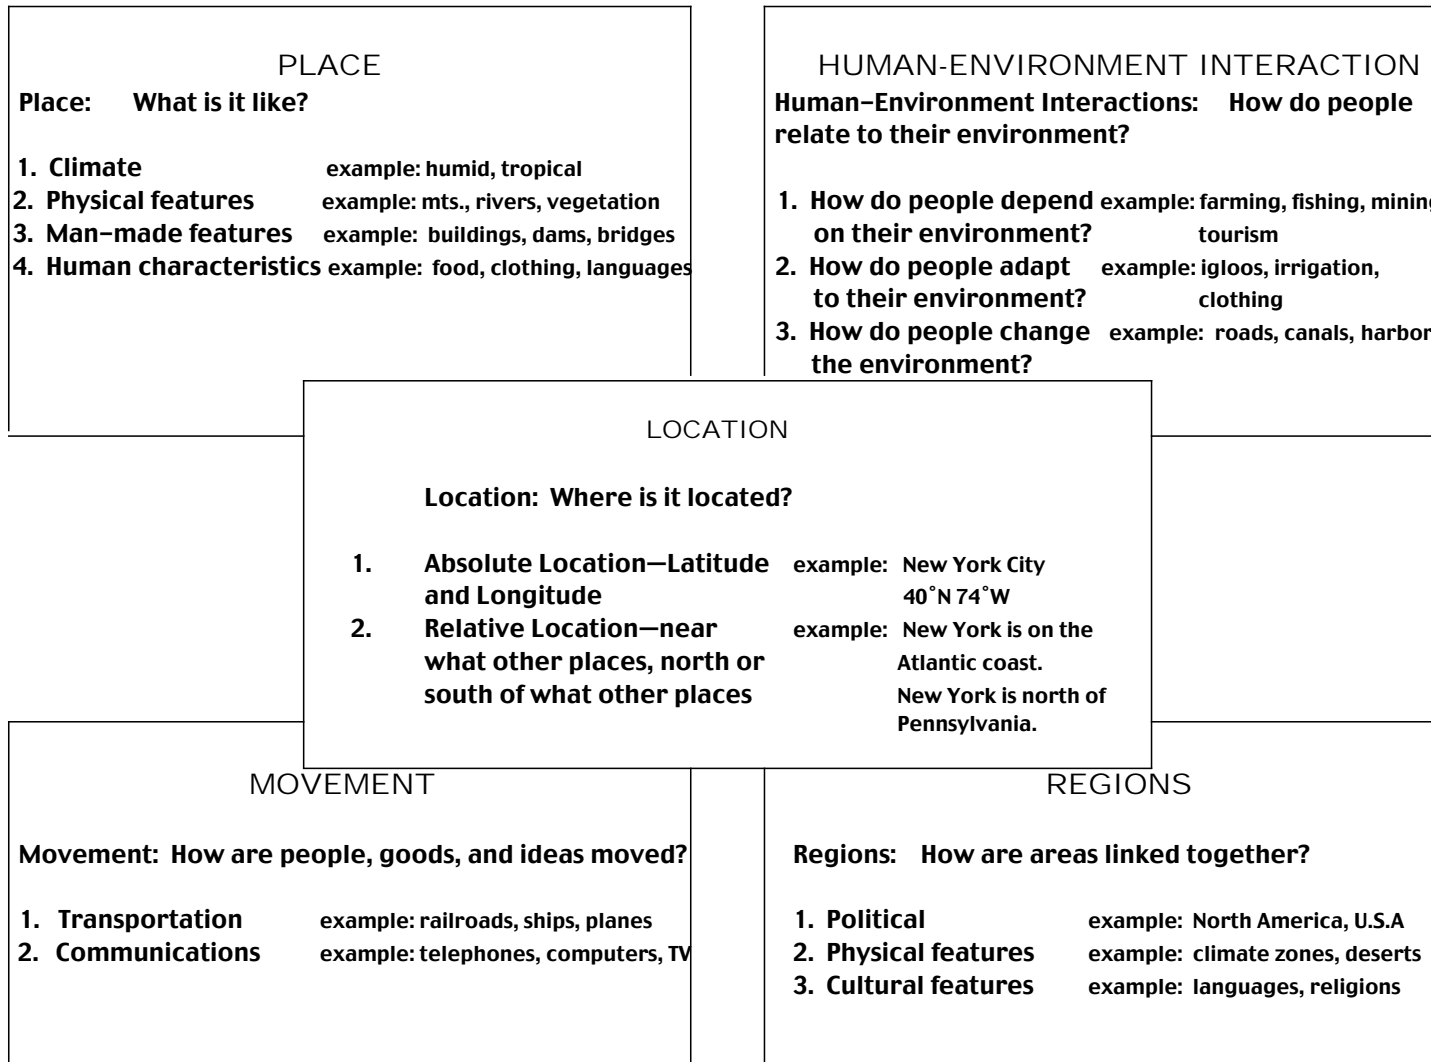 PLACE
Place: What is it like?
1. Climate example: humid, tropical
2. Physical features example: mts., rivers, vegetation
3. Man-made features example: buildings, dams, bridges
4. Human characteristics example: food, clothing, languages
HUMAN-ENVIRONMENT INTERACTION
Human-Environment Interactions: How do people
relate to their environment?
1. How do people depend example: farming, fishing, mining
on their environment? tourism
2. How do people adapt example: igloos, irrigation,
to their environment? clothing
3. How do people change example: roads, canals, harbor
the environment?
LOCATION
Location: Where is it located?
1. Absolute Location—Latitude example: New York City
and Longitude 40˚N 74˚W
2. Relative Location—near example: New York is on the
what other places, north or Atlantic coast.
south of what other places New York is north of
Pennsylvania.
MOVEMENT
Movement: How are people, goods, and ideas moved?
1. Transportation example: railroads, ships, planes
2. Communications example: telephones, computers, TV
REGIONS
Regions: How are areas linked together?
1. Political example: North America, U.S.A
2. Physical features example: climate zones, deserts
3. Cultural features example: languages, religions